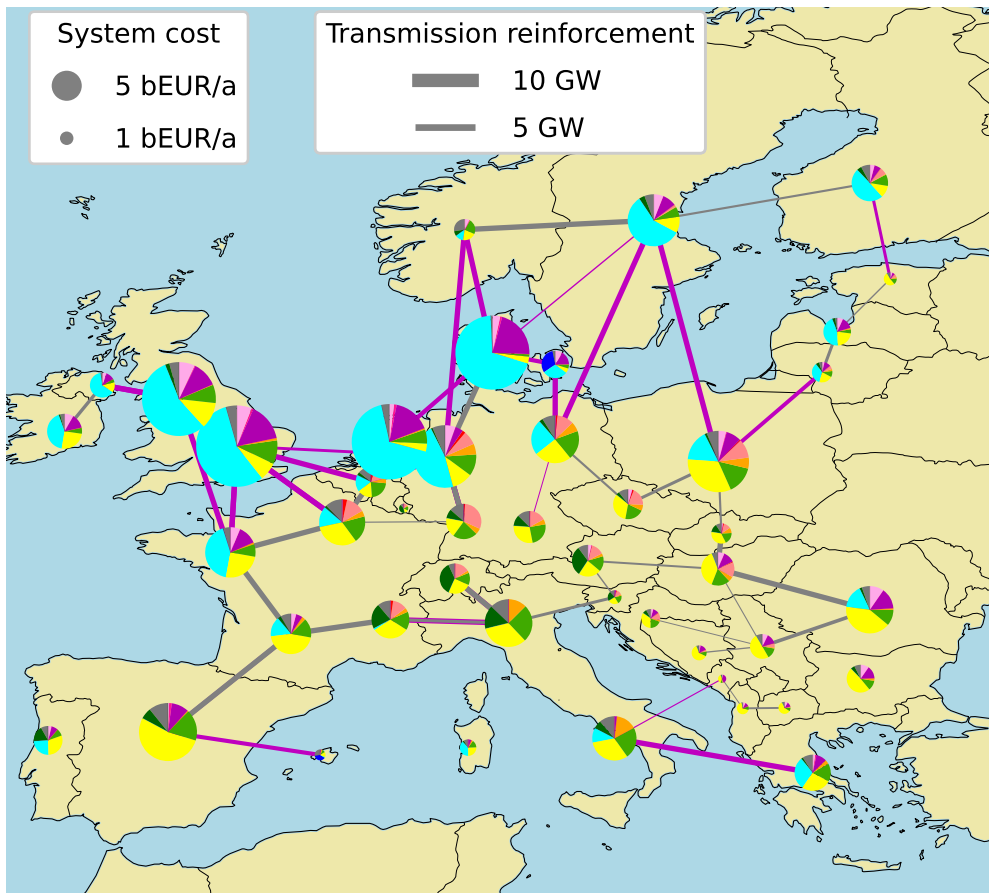 System cost
5 bEUR/a
1 bEUR/a
Transmission reinforcement
10 GW
5 GW